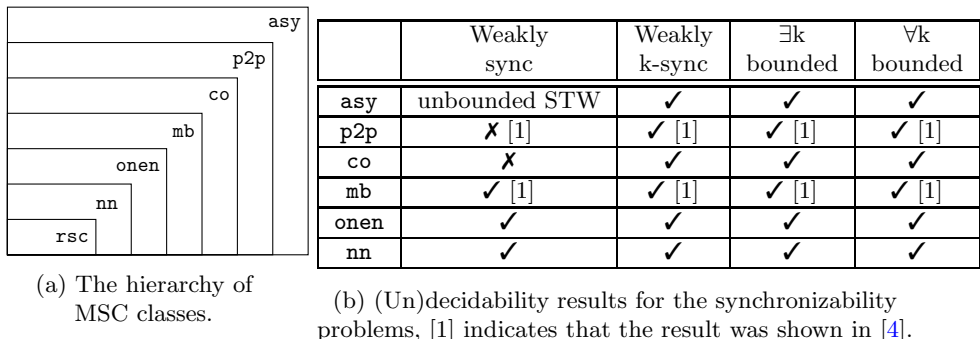 asy
p2p
co
mb
onen
nn
rsc
(a) The hierarchy of
MSC classes.
Weakly sync Weakly k-sync ∃k bounded ∀k bounded
asy unbounded STW ✓ ✓ ✓
p2p ✗ [1] ✓ [1] ✓ [1] ✓ [1]
co ✗ ✓ ✓ ✓
mb ✓ [1] ✓ [1] ✓ [1] ✓ [1]
onen ✓ ✓ ✓ ✓
nn ✓ ✓ ✓ ✓
(b) (Un)decidability results for the synchronizability
problems, [1] indicates that the result was shown in [4].